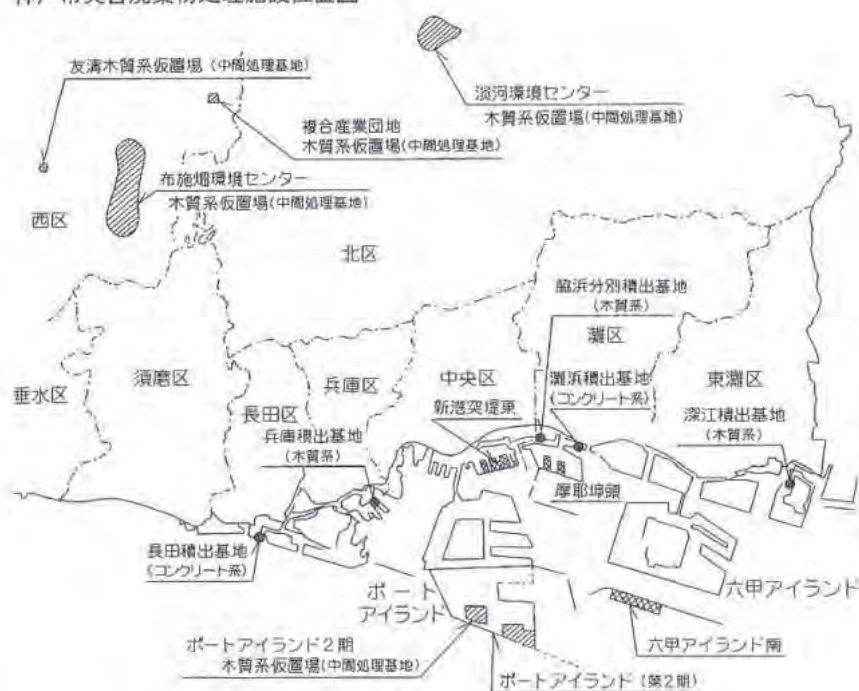 神戸市災害廃棄物処理施設位置図
友清木質系仮置場（中間処理基地）
淡河環境センター
木質系仮置場(中間処理基地)
複合産業団地
木質系仮置場(中間処理基地)
布施畑環境センター
木質系仮置場(中間処理基地)
西区
北区
脇浜分別積出基地
(木質系)
灘区
垂水区
須磨区
兵庫区
中央区
灘浜積出基地
(コンクリート系)
東灘区
長田区
新港突堤東
深江積出基地
(木質系)
兵庫積出基地
(木質系)
摩耶埠頭
長田積出基地
(コンクリート系)
ポート
アイランド
六甲アイランド
ポートアイランド2期
木質系仮置場(中間処理基地)
六甲アイランド南
ポートアイランド (第2期)